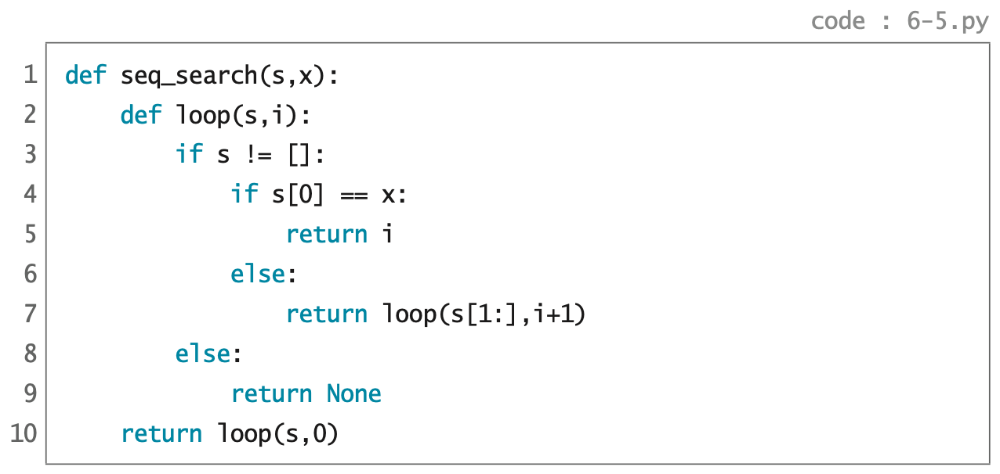 code : 6-5.py
1 def seq_search(s,x):
2     def loop(s,i):
3         if s != []:
4             if s[0] == x:
5                 return i
6             else:
7                 return loop(s[1:],i+1)
8         else:
9             return None
10     return loop(s,0)